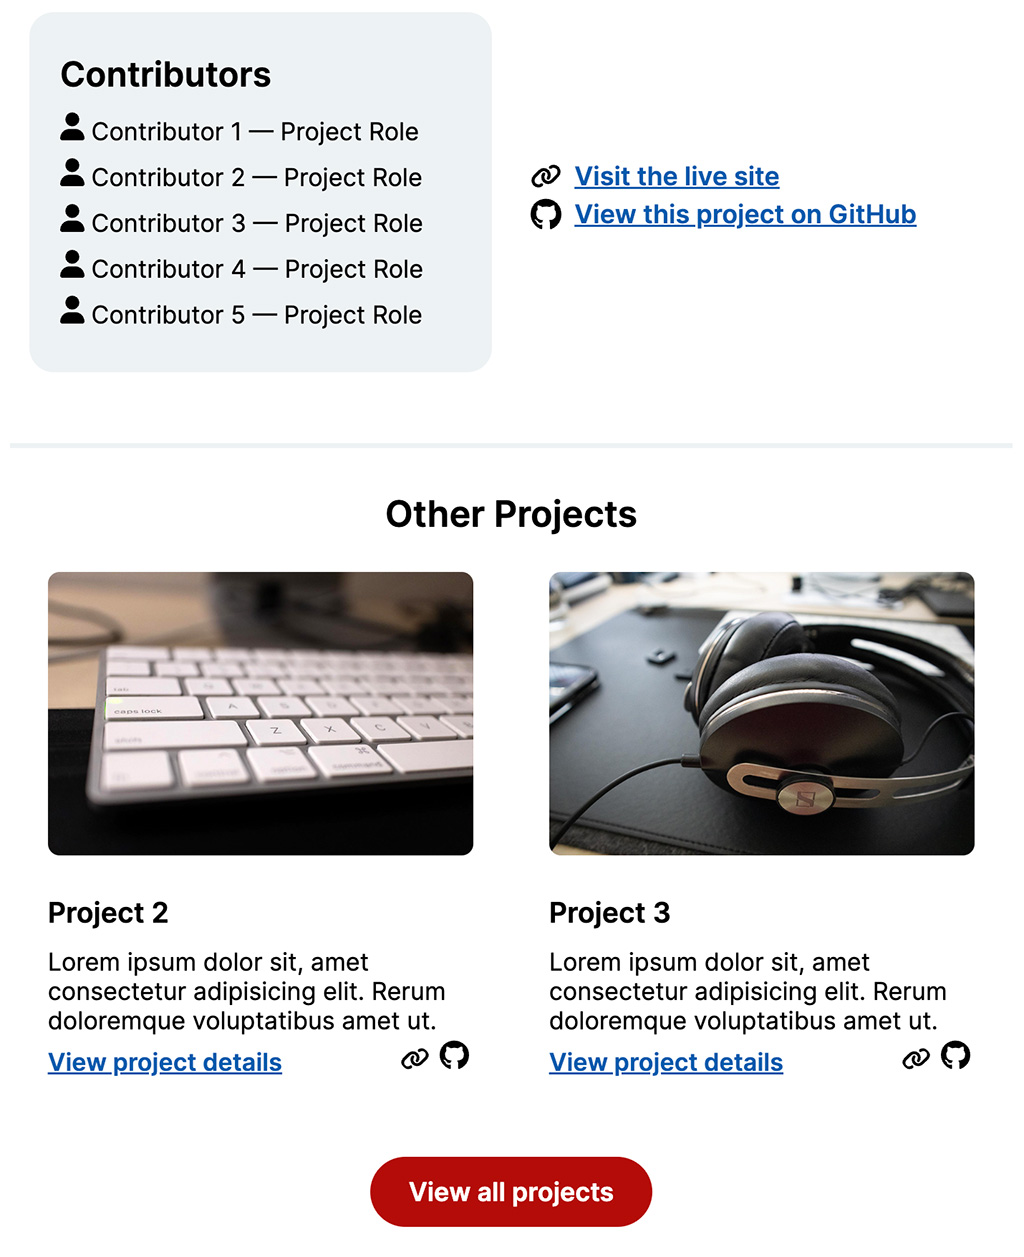 Contributors
Contributor 1 — Project Role
Contributor 2 — Project Role
Contributor 3 — Project Role
Contributor 4 — Project Role
Contributor 5 — Project Role
Visit the live site
View this project on GitHub
Other Projects
tab
caps lock
A
Z X C V
command
Project 2
Lorem ipsum dolor sit, amet
consectetur adipisicing elit. Rerum
doloremque voluptatibus amet ut.
View project details
Project 3
Lorem ipsum dolor sit, amet
consectetur adipisicing elit. Rerum
doloremque voluptatibus amet ut.
View project details
View all projects